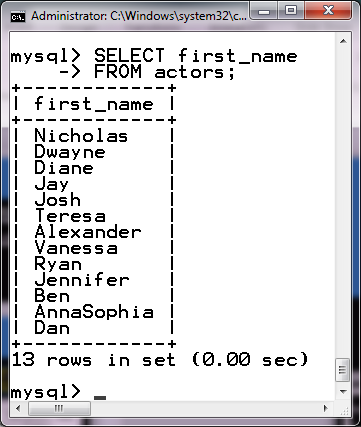 Administrator: C:\Windows\system32\c...
mysql> SELECT first_name
    -> FROM actors;
+-------------+
| first_name  |
+-------------+
| Nicholas    |
| Dwayne      |
| Diane       |
| Jay         |
| Josh        |
| Teresa      |
| Alexander   |
| Vanessa     |
| Ryan        |
| Jennifer    |
| Ben         |
| AnnaSophia  |
| Dan         |
+-------------+
13 rows in set (0.00 sec)
mysql> _